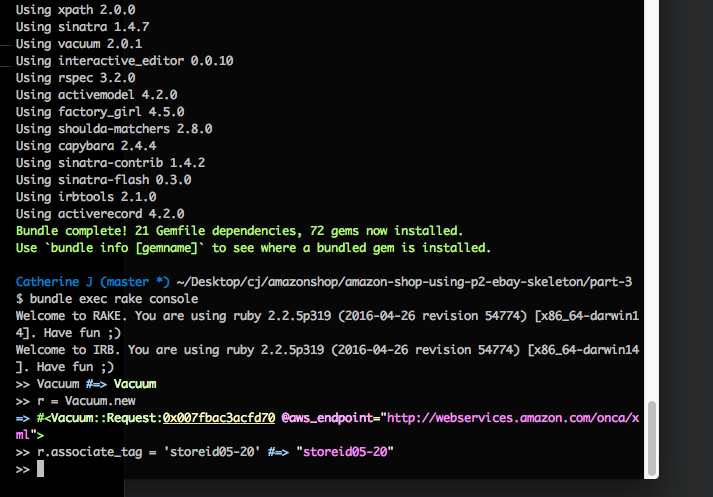 Using xpath 2.0.0
Using sinatra 1.4.7
Using vacuum 2.0.1
Using interactive_editor 0.0.10
Using rspec 3.2.0
Using activemodel 4.2.0
Using factory_girl 4.5.0
Using shoulda-matchers 2.8.0
Using capybara 2.4.4
Using sinatra-contrib 1.4.2
Using sinatra-flash 0.3.0
Using irbtools 2.1.0
Using activerecord 4.2.0
Bundle complete! 21 Gemfile dependencies, 72 gems now installed.
Use `bundle info [gemname]` to see where a bundled gem is installed.
Catherine J (master *) ~/Desktop/cj/amazonshop/amazon-shop-using-p2-ebay-skeleton/part-3
$ bundle exec rake console
Welcome to RAKE. You are using ruby 2.2.5p319 (2016-04-26 revision 54774) [x86_64-darwin1
4]. Have fun ;)
Welcome to IRB. You are using ruby 2.2.5p319 (2016-04-26 revision 54774) [x86_64-darwin14
]. Have fun ;)
>> Vacuum #=> Vacuum
>> r = Vacuum.new
=> #<Vacuum::Request:0x007fbac3acfd70 @aws_endpoint="http://webservices.amazon.com/onca/x
ml">
>> r.associate_tag = 'storeid05-20' #=> "storeid05-20"
>>